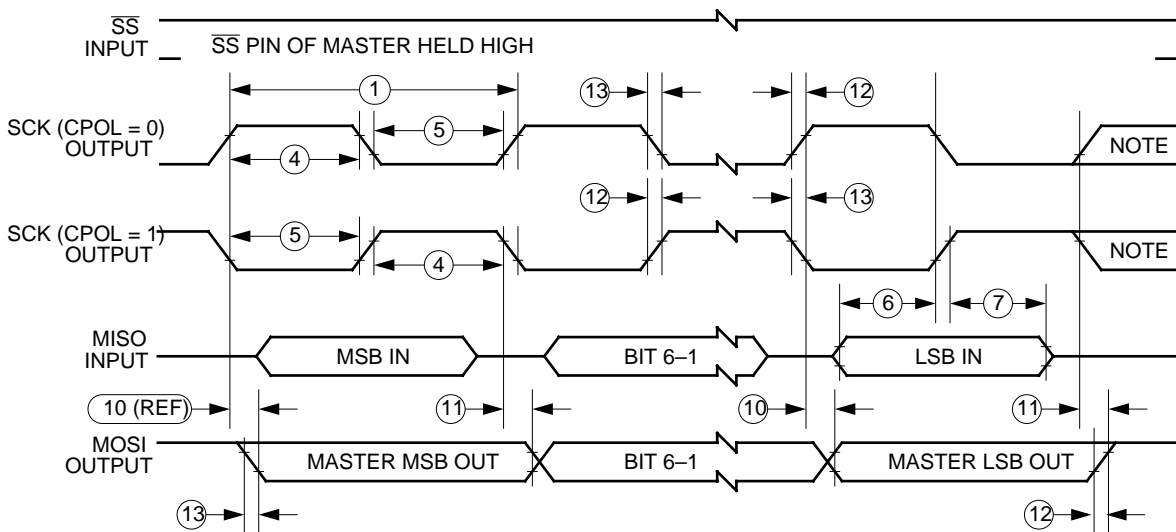 SS
INPUT
SS PIN OF MASTER HELD HIGH
1
13
12
SCK (CPOL = 0)
OUTPUT
4
5
NOTE
12
13
SCK (CPOL = 1)
OUTPUT
5
4
NOTE
6
7
MISO
INPUT
MSB IN
BIT 6–1
LSB IN
10 (REF)
11
10
11
MOSI
OUTPUT
MASTER MSB OUT
BIT 6–1
MASTER LSB OUT
13
12